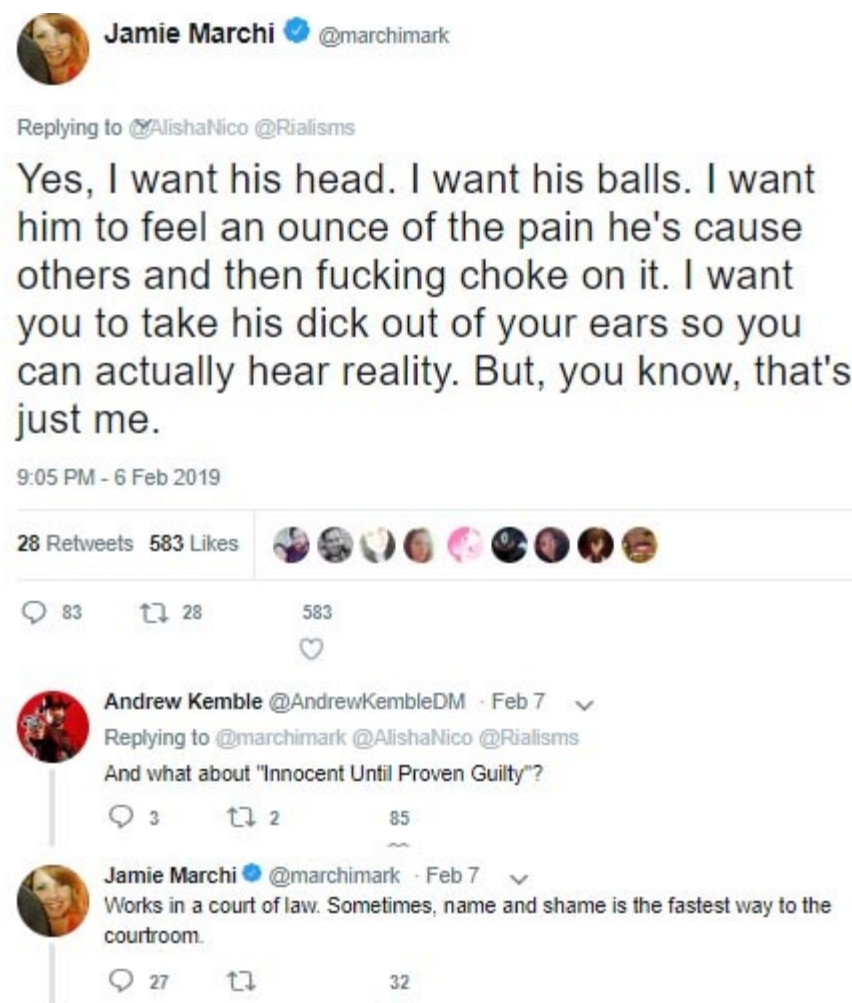 Jamie Marchi @marchimark
Replying to @AlishaNico @Rialisms
Yes, I want his head. I want his balls. I want
him to feel an ounce of the pain he's cause
others and then fucking choke on it. I want
you to take his dick out of your ears so you
can actually hear reality. But, you know, that's
just me.
9:05 PM - 6 Feb 2019
28 Retweets 583 Likes
83 28 583
Andrew Kemble @AndrewKembleDM · Feb 7
Replying to @marchimark @AlishaNico @Rialisms
And what about "Innocent Until Proven Guilty"?
3 2 85
Jamie Marchi @marchimark · Feb 7
Works in a court of law. Sometimes, name and shame is the fastest way to the
courtroom.
27 32